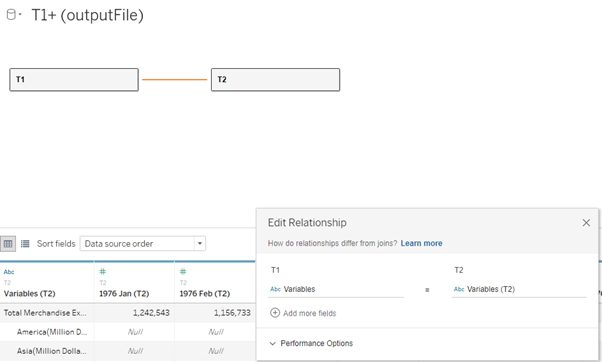 T1+ (outputFile)
T1
T2
Edit Relationship
How do relationships differ from joins? Learn more
Sort fields
Data source order
T1
T2
Abc Variables
=
Abc Variables (T2)
Add more fields
Performance Options
Abc
#
#
T2
T2
T2
Variables (T2)
1976 Jan (T2)
1976 Feb (T2)
Total Merchandise Ex...
1,242,543
1,156,733
America(Million D...
Null
Null
Asia(Million Dolla...
Null
Null